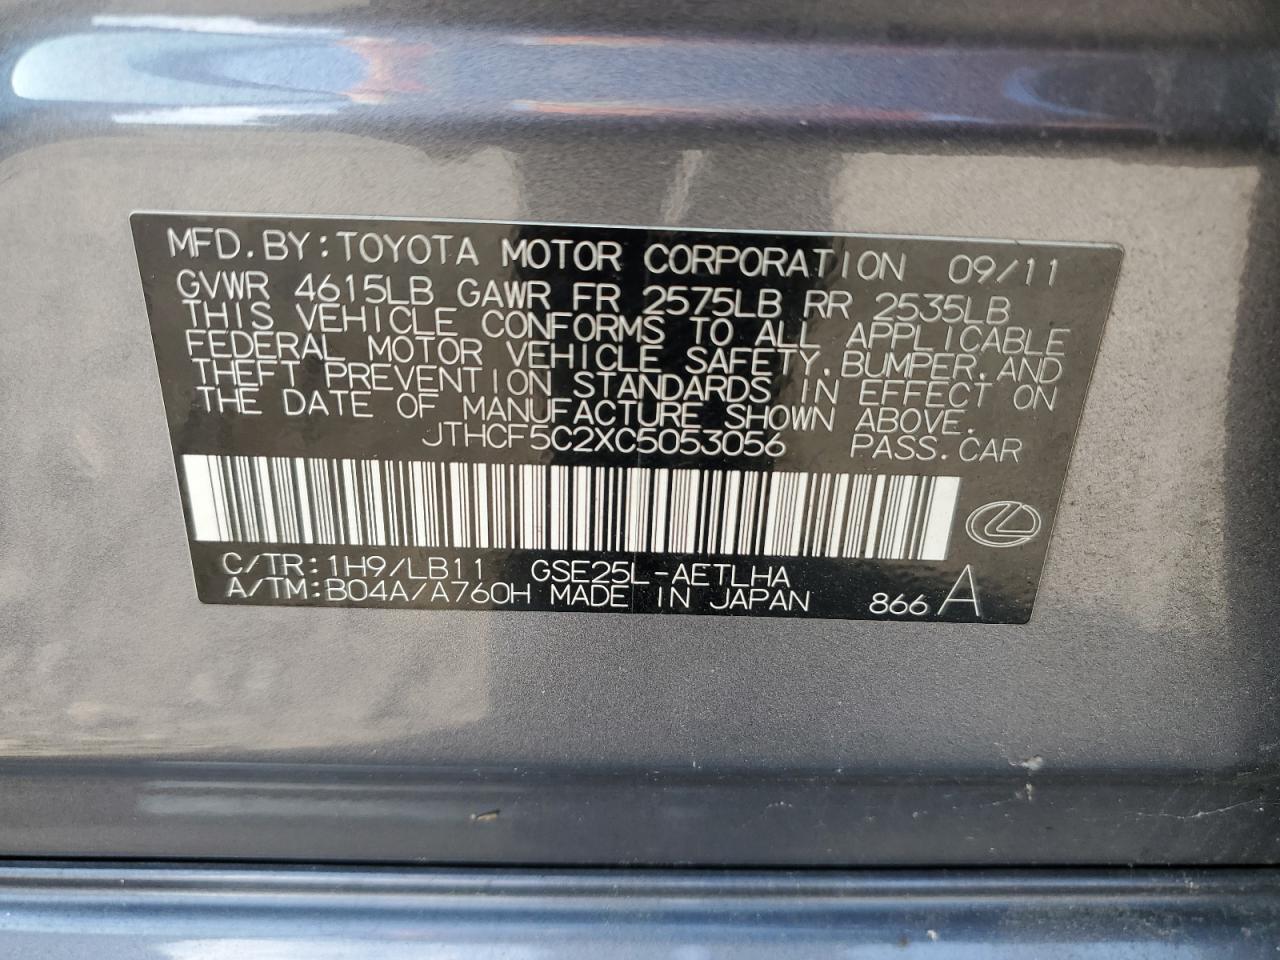 MFD.BY:TOYOTA MOTOR CORPORATION 09/11
GVWR 4615LB GAWR FR 2575LB RR 2535LB
THIS VEHICLE CONFORMS TO ALL APPLICABLE
FEDERAL MOTOR VEHICLE SAFETY,BUMPER,AND
THEFT PREVENTION STANDARDS IN EFFECT ON
THE DATE OF MANUFACTURE SHOWN ABOVE.
JTHCF5C2XC5053056 PASS.CAR
C/TR:1H9/LB11 GSE25L-AETLHA
A/TM:B04A/A760H MADE IN JAPAN 866 A